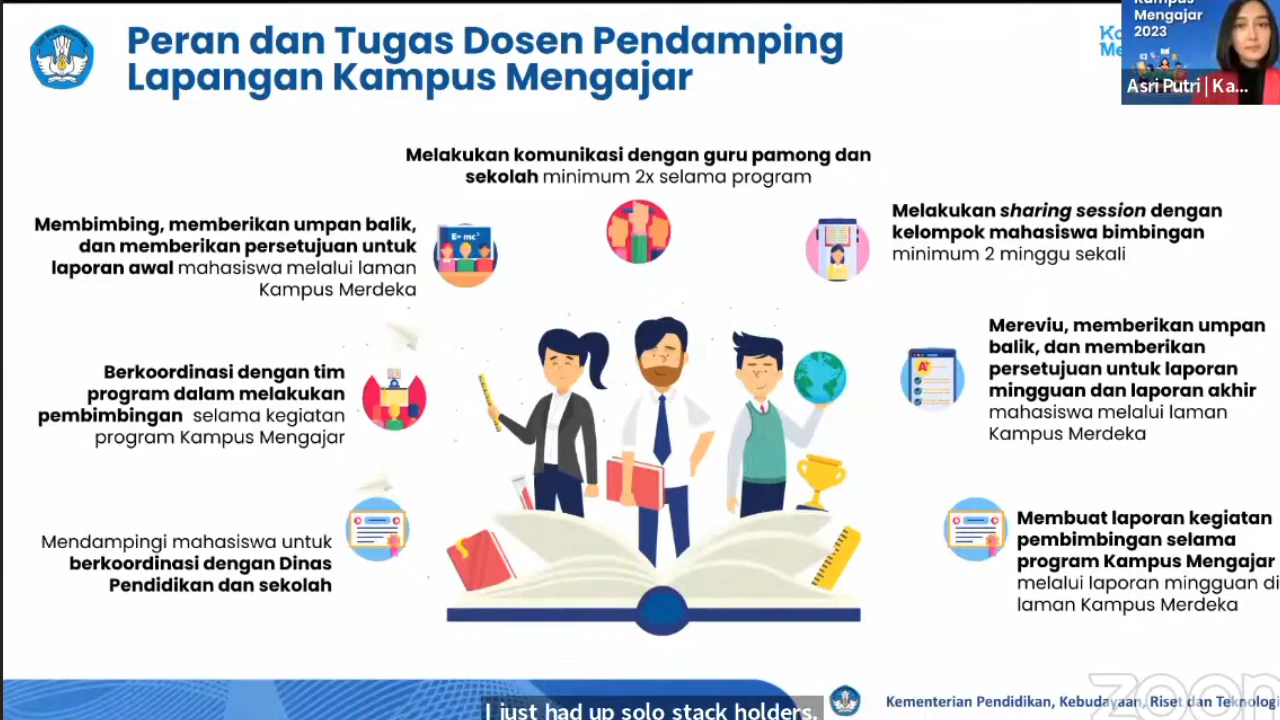 Peran dan Tugas Dosen Pendamping
Lapangan Kampus Mengajar
Kampus
Mengajar
2023
Asri Putri | Ka...
Melakukan komunikasi dengan guru pamong dan
sekolah minimum 2x selama program
Membimbing, memberikan umpan balik,
dan memberikan persetujuan untuk
laporan awal mahasiswa melalui laman
Kampus Merdeka
E= mc²
Melakukan sharing session dengan
kelompok mahasiswa bimbingan
minimum 2 minggu sekali
Berkoordinasi dengan tim
program dalam melakukan
pembimbingan selama kegiatan
program Kampus Mengajar
Mereviu, memberikan umpan
balik, dan memberikan
persetujuan untuk laporan
mingguan dan laporan akhir
mahasiswa melalui laman
Kampus Merdeka
A+
Mendampingi mahasiswa untuk
berkoordinasi dengan Dinas
Pendidikan dan sekolah
Membuat laporan kegiatan
pembimbingan selama
program Kampus Mengajar
melalui laporan mingguan di
laman Kampus Merdeka
I just had up solo stack holders.
Kementerian Pendidikan, Kebudayaan, Riset dan Teknologi
zoom